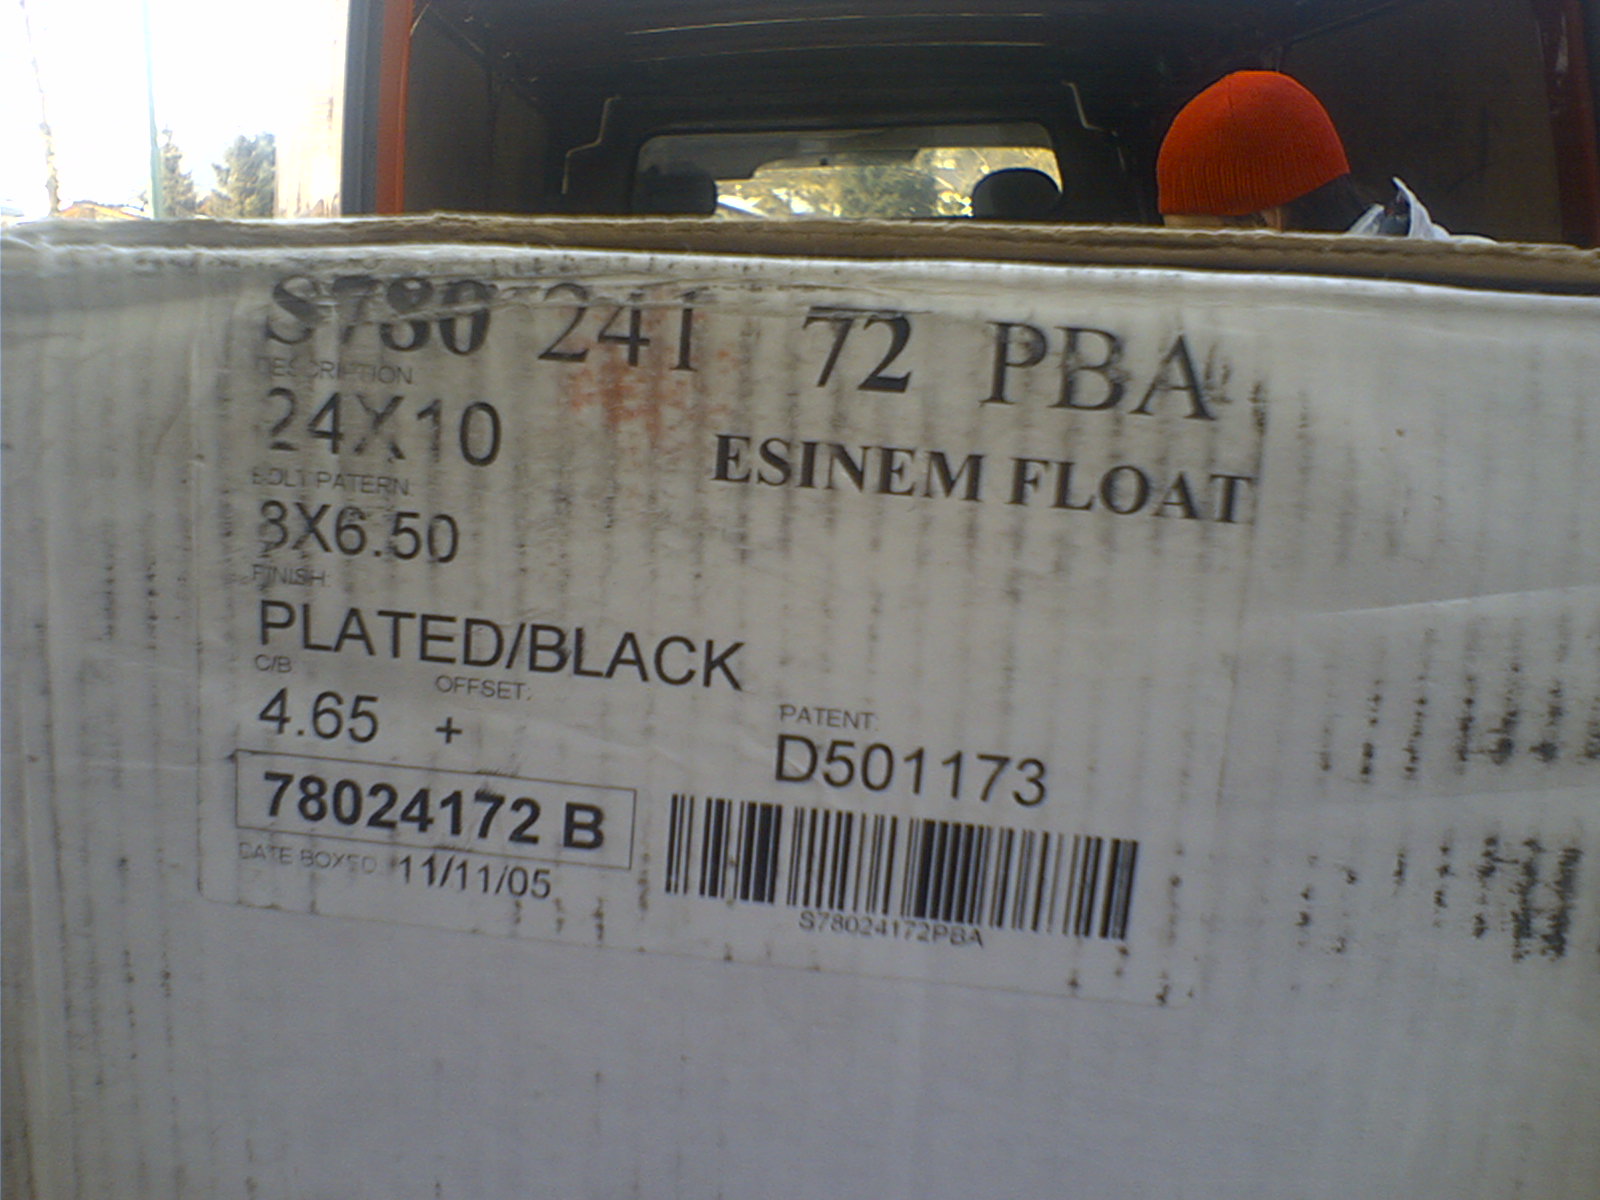 S780 241 72 PBA
DESCRIPTION
24X10
ESINEM FLOAT
BOLT PATERN
8X6.50
FINISH:
PLATED/BLACK
C/B OFFSET:
4.65 +
PATENT:
D501173
78024172 B
DATE BOXED 11/11/05
S78024172PBA